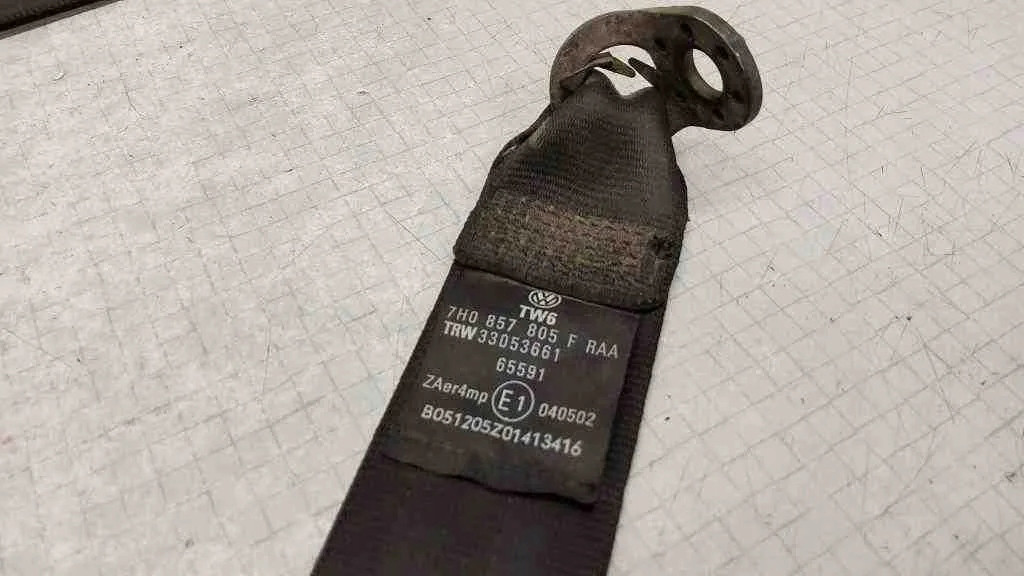 TW6
7H0 857 805 F RAA
TRW 33053661
65591
ZAer4mp E1 040502
B051205Z01413416